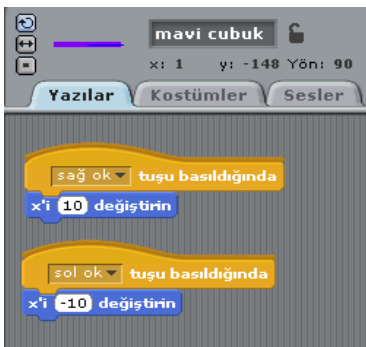 mavi cubuk
x: 1 y: -148 Yön: 90
Yazılar Kostümler Sesler
sağ ok tuşu basıldığında
x'i 10 değiştirin
sol ok tuşu basıldığında
x'i -10 değiştirin